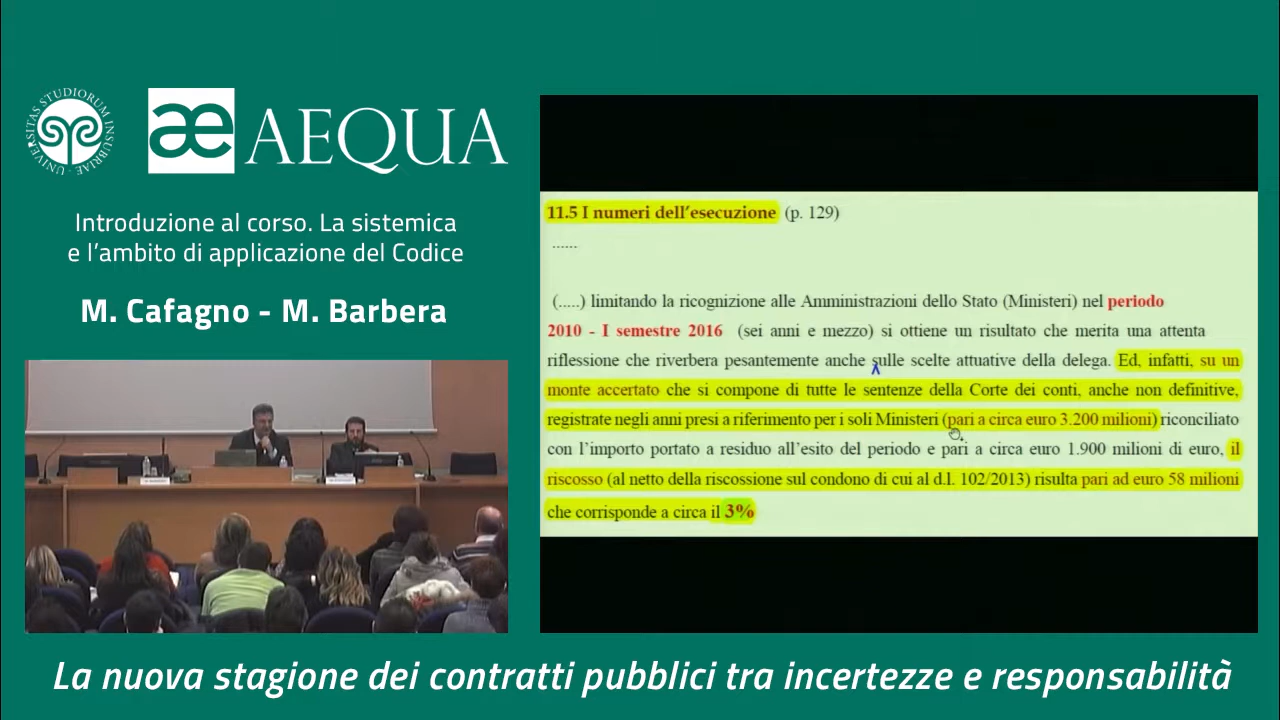 UNIVERSITAS STUDIORUM INSUBRIAE
æ AEQUA
Introduzione al corso. La sistemica
e l’ambito di applicazione del Codice
M. Cafagno - M. Barbera
11.5 I numeri dell’esecuzione (p. 129)
......
(.....) limitando la ricognizione alle Amministrazioni dello Stato (Ministeri) nel periodo
2010 - I semestre 2016 (sei anni e mezzo) si ottiene un risultato che merita una attenta
riflessione che riverbera pesantemente anche sulle scelte attuative della delega. Ed, infatti, su un
monte accertato che si compone di tutte le sentenze della Corte dei conti, anche non definitive,
registrate negli anni presi a riferimento per i soli Ministeri (pari a circa euro 3.200 milioni) riconciliato
con l’importo portato a residuo all’esito del periodo e pari a circa euro 1.900 milioni di euro, il
riscosso (al netto della riscossione sul condono di cui al d.l. 102/2013) risulta pari ad euro 58 milioni
che corrisponde a circa il 3%
La nuova stagione dei contratti pubblici tra incertezze e responsabilità